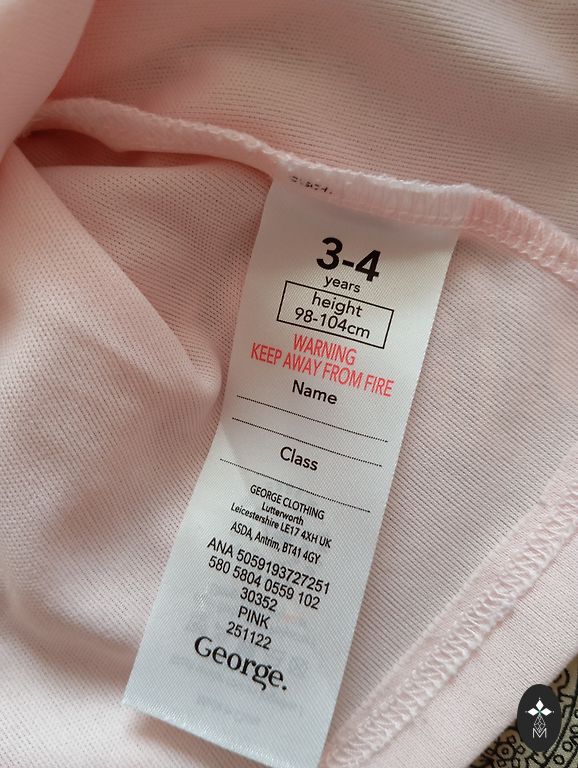 3-4
years
height
98-104cm
WARNING
KEEP AWAY FROM FIRE
Name
Class
GEORGE CLOTHING
Lutterworth
Leicestershire LE17 4XH UK
ASDA, Antrim, BT41 4GY
ANA 5059193727251
580 5804 0559 102
30352
PINK
251122
George.
M